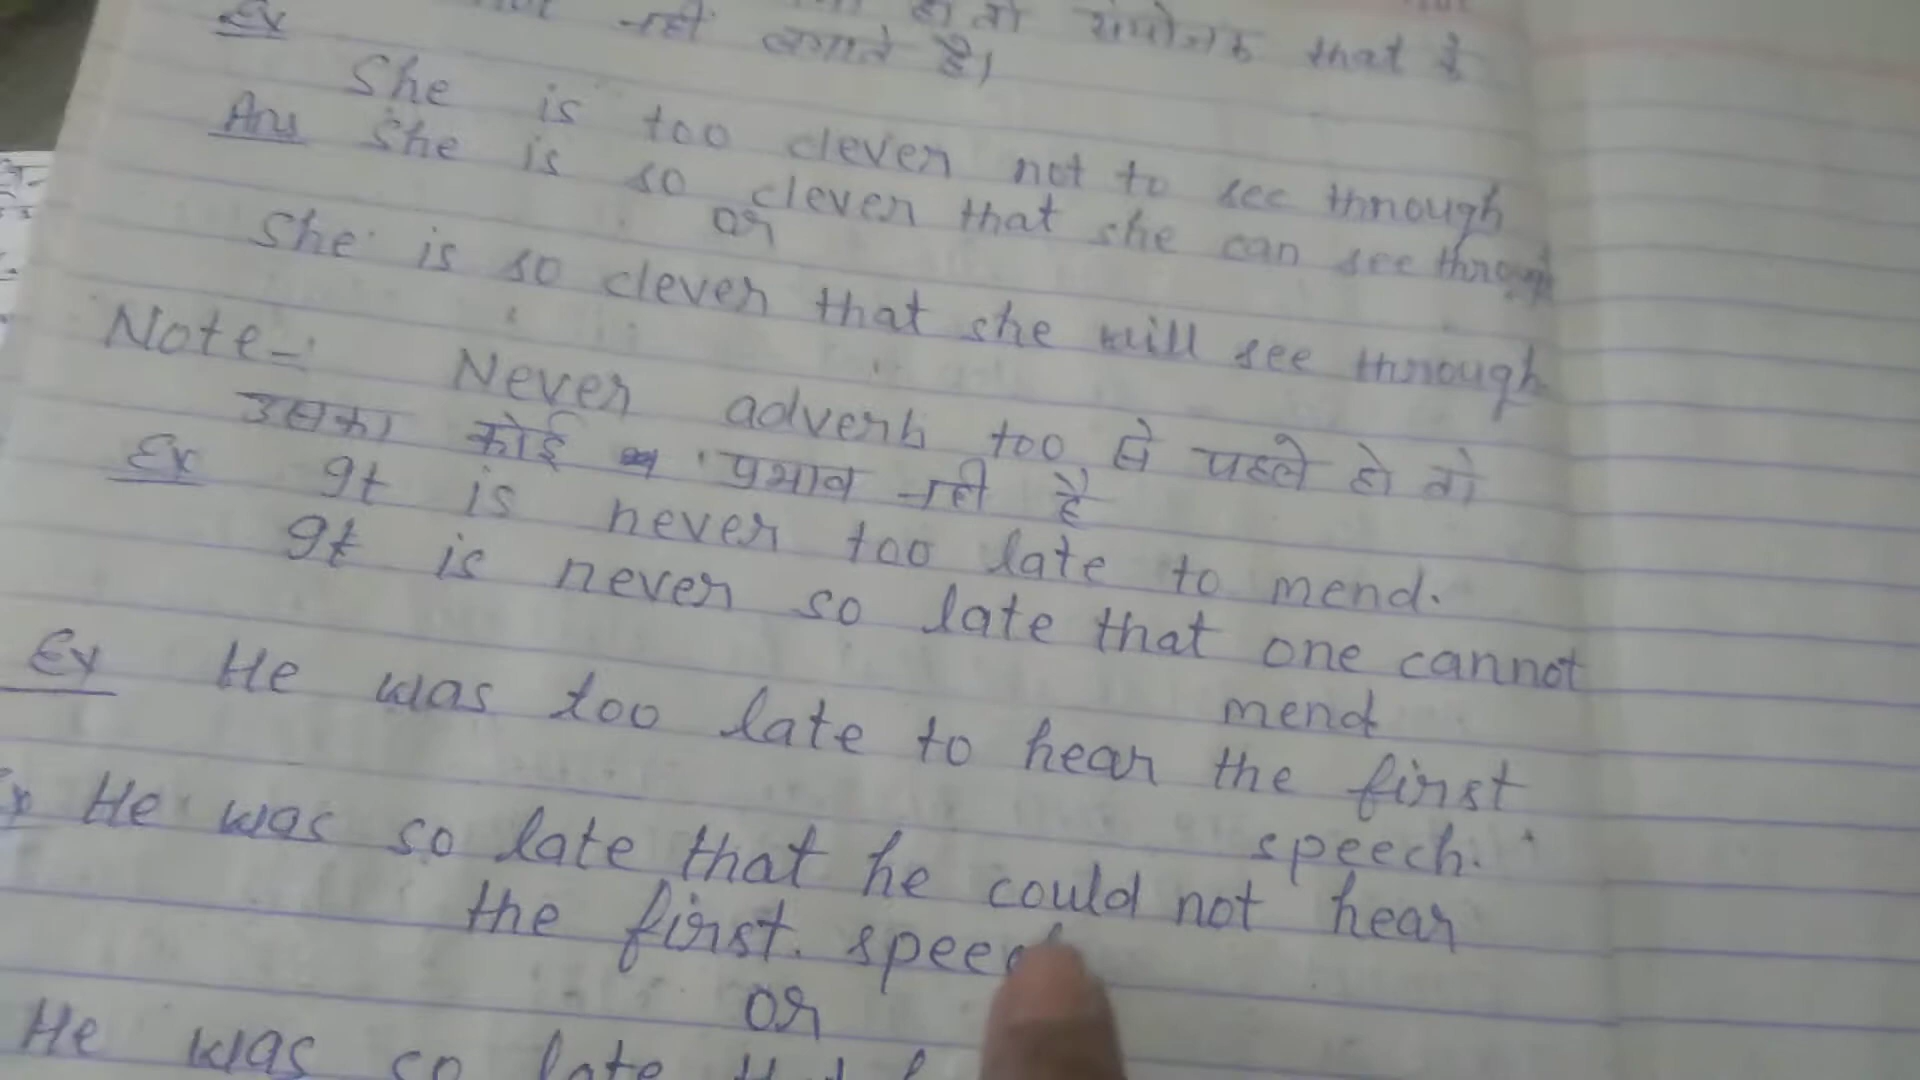 हो तो संयोजक that के
Ex नही लगाते है।
She is too clever not to see through
Ans She is so clever that she can see through
or
She is so clever that she will see through
Note-: Never adverb too से पहले हो तो
उसका कोई प्रभाव नही है
Ex It is never too late to mend.
It is never so late that one cannot
mend
Ex He was too late to hear the first
speech.
He was so late that he could not hear
the first. speech
or
He was so late